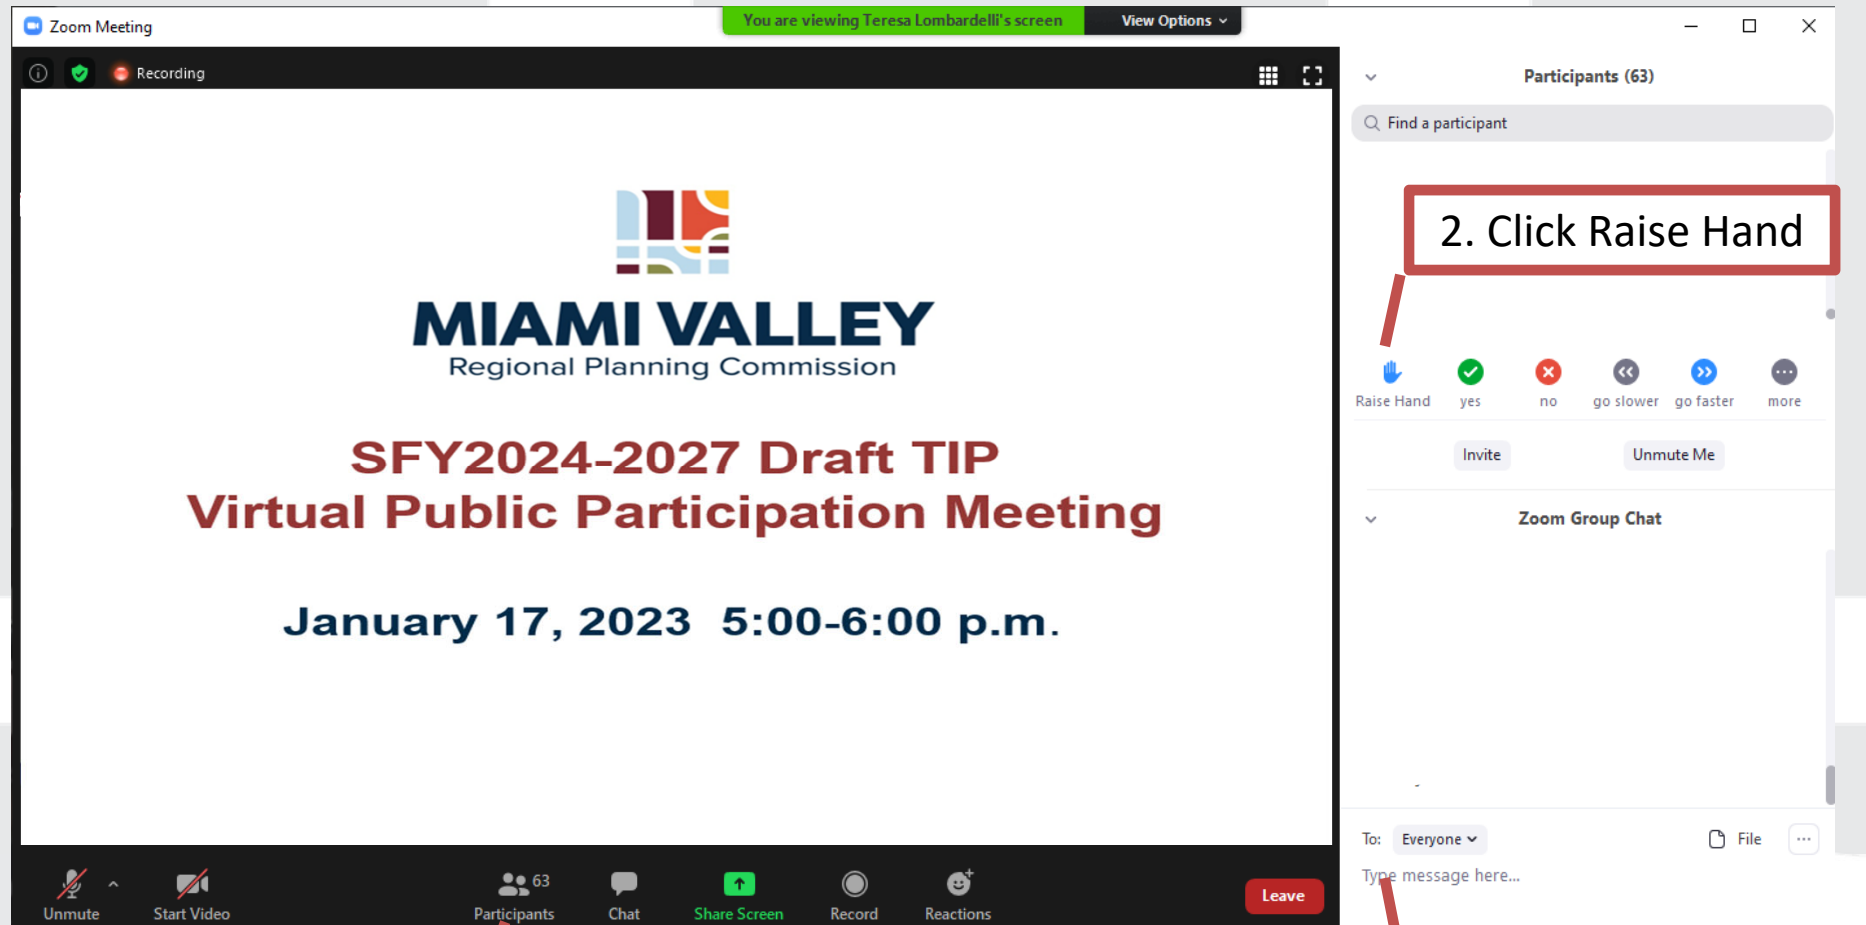 Zoom Meeting
You are viewing Teresa Lombardelli's screen
View Options
Recording
MIAMI VALLEY
Regional Planning Commission
SFY2024-2027 Draft TIP
Virtual Public Participation Meeting
January 17, 2023 5:00-6:00 p.m.
Unmute
Start Video
63
Participants
Chat
Share Screen
Record
Reactions
Leave
Participants (63)
Find a participant
2. Click Raise Hand
Raise Hand
yes
no
go slower
go faster
more
Invite
Unmute Me
Zoom Group Chat
To: Everyone
File
Type message here...